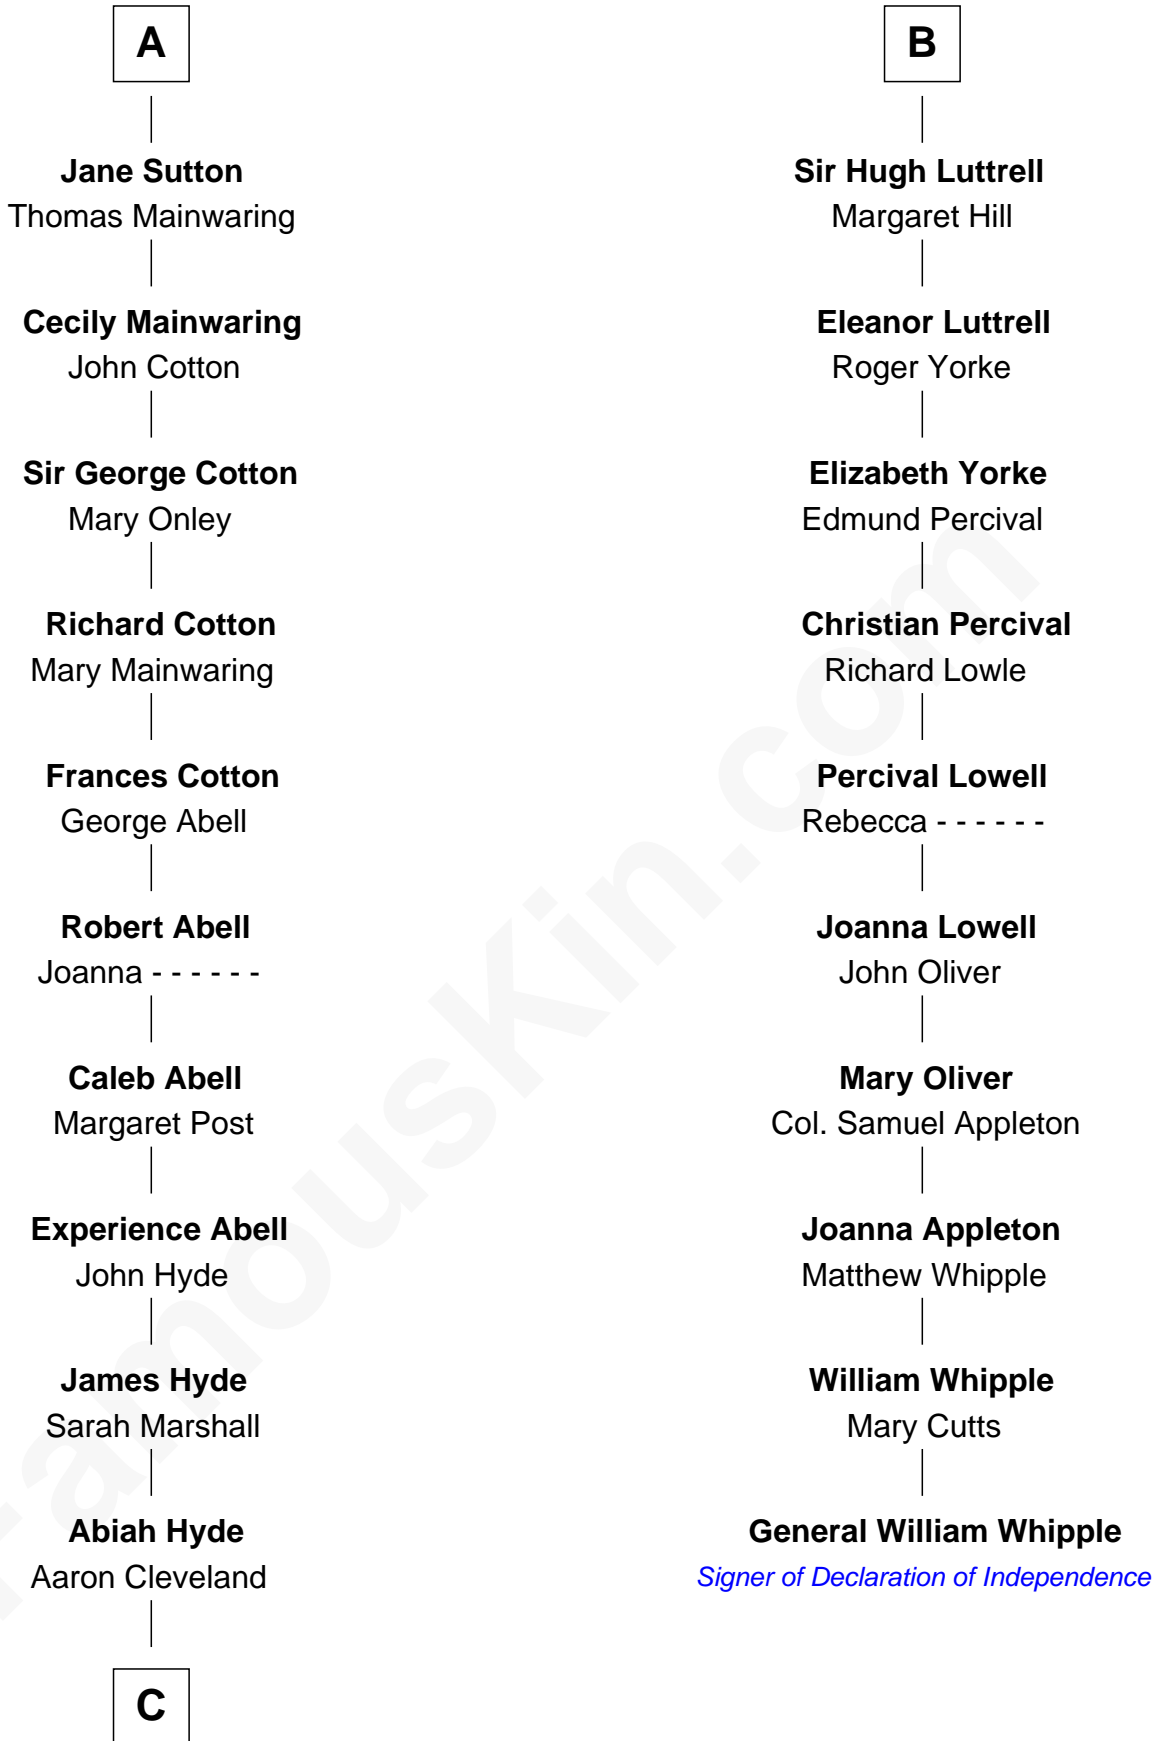 A
Jane Sutton
Thomas Mainwaring
Cecily Mainwaring
John Cotton
Sir George Cotton
Mary Onley
Richard Cotton
Mary Mainwaring
Frances Cotton
George Abell
Robert Abell
Joanna - - - - - -
Caleb Abell
Margaret Post
Experience Abell
John Hyde
James Hyde
Sarah Marshall
Abiah Hyde
Aaron Cleveland
C
B
Sir Hugh Luttrell
Margaret Hill
Eleanor Luttrell
Roger Yorke
Elizabeth Yorke
Edmund Percival
Christian Percival
Richard Lowle
Percival Lowell
Rebecca - - - - - -
Joanna Lowell
John Oliver
Mary Oliver
Col. Samuel Appleton
Joanna Appleton
Matthew Whipple
William Whipple
Mary Cutts
General William Whipple
Signer of Declaration of Independence
FamousKin.com